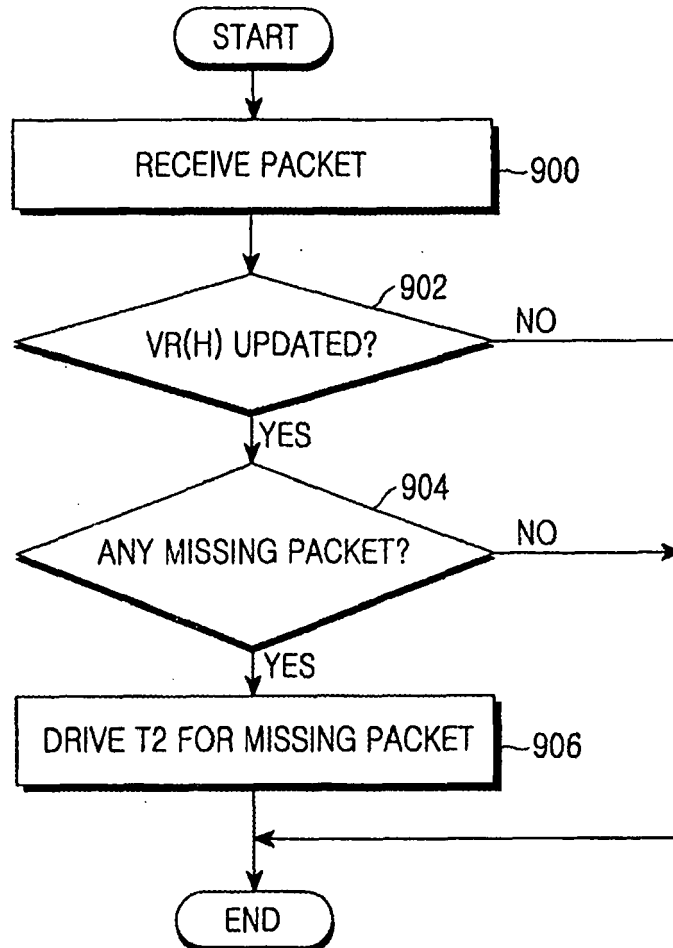 START
RECEIVE PACKET
900
902
VR(H) UPDATED?
NO
YES
904
ANY MISSING PACKET?
NO
YES
DRIVE T2 FOR MISSING PACKET
906
END